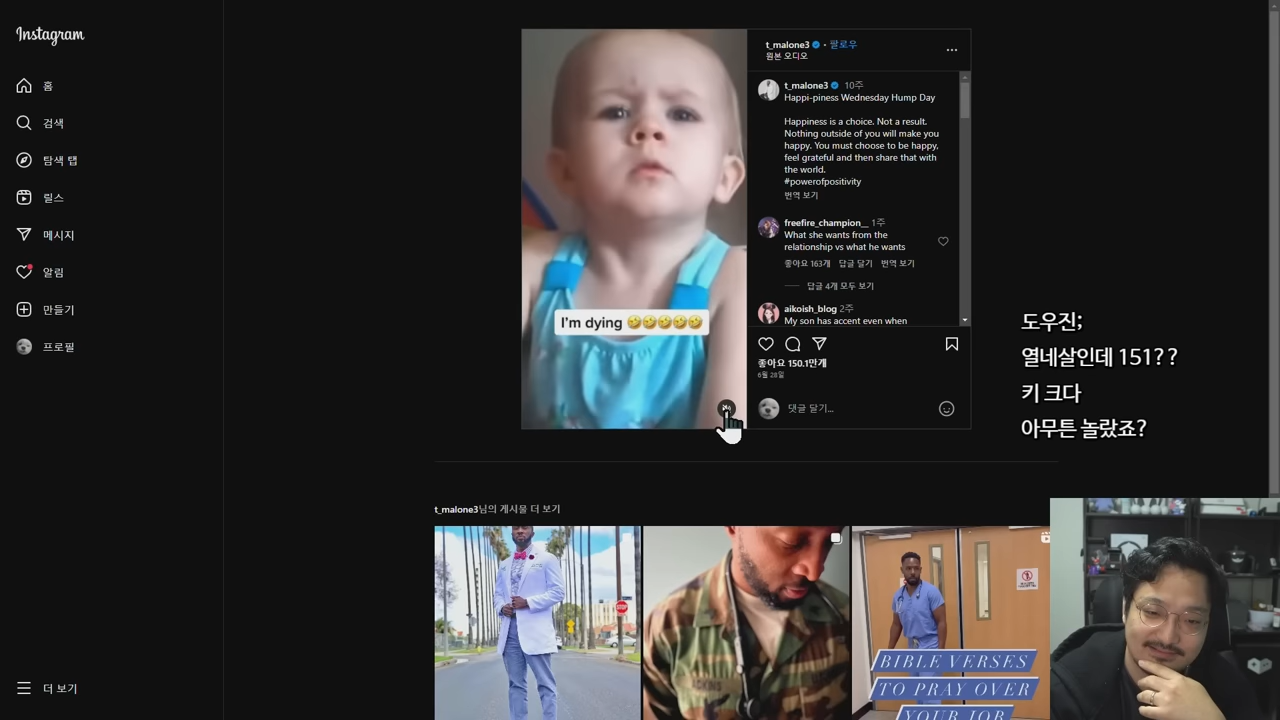 Instagram
홈
검색
탐색 탭
릴스
메시지
알림
만들기
프로필
더 보기
I'm dying 🤣🤣🤣🤣🤣
t_malone3 • 팔로우
원본 오디오
t_malone3 10주
Happi-piness Wednesday Hump Day
Happiness is a choice. Not a result.
Nothing outside of you will make you
happy. You must choose to be happy,
feel grateful and then share that with
the world.
#powerofpositivity
번역 보기
freefire_champion__ 1주
What she wants from the
relationship vs what he wants
좋아요 163개 답글 달기 번역 보기
답글 4개 모두 보기
aikoish_blog 2주
My son has accent even when
좋아요 150.1만개
6월 28일
댓글 달기...
도우진;
열네살인데 151??
키 크다
아무튼 놀랐죠?
t_malone3님의 게시물 더 보기
STOP
BIBLE VERSES
TO PRAY OVER
YOUR JOB